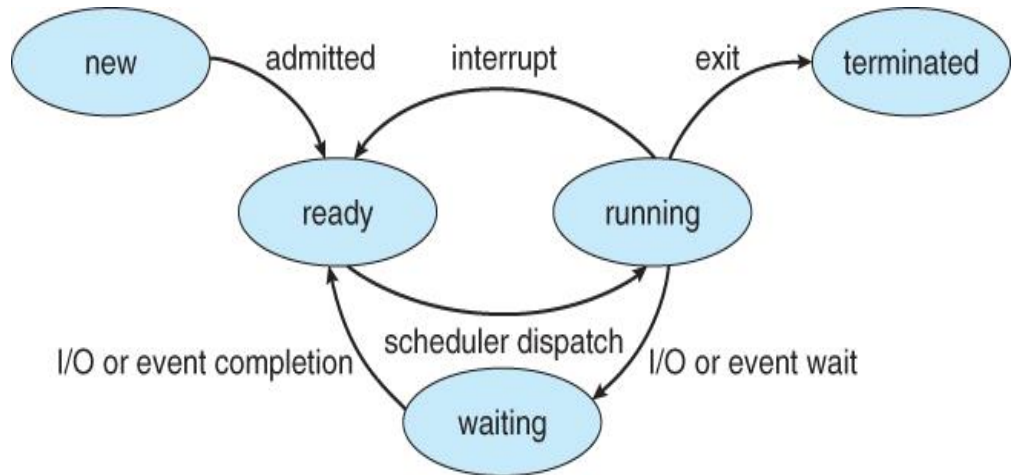 new
admitted
interrupt
exit
terminated
ready
running
I/O or event completion
scheduler dispatch
I/O or event wait
waiting